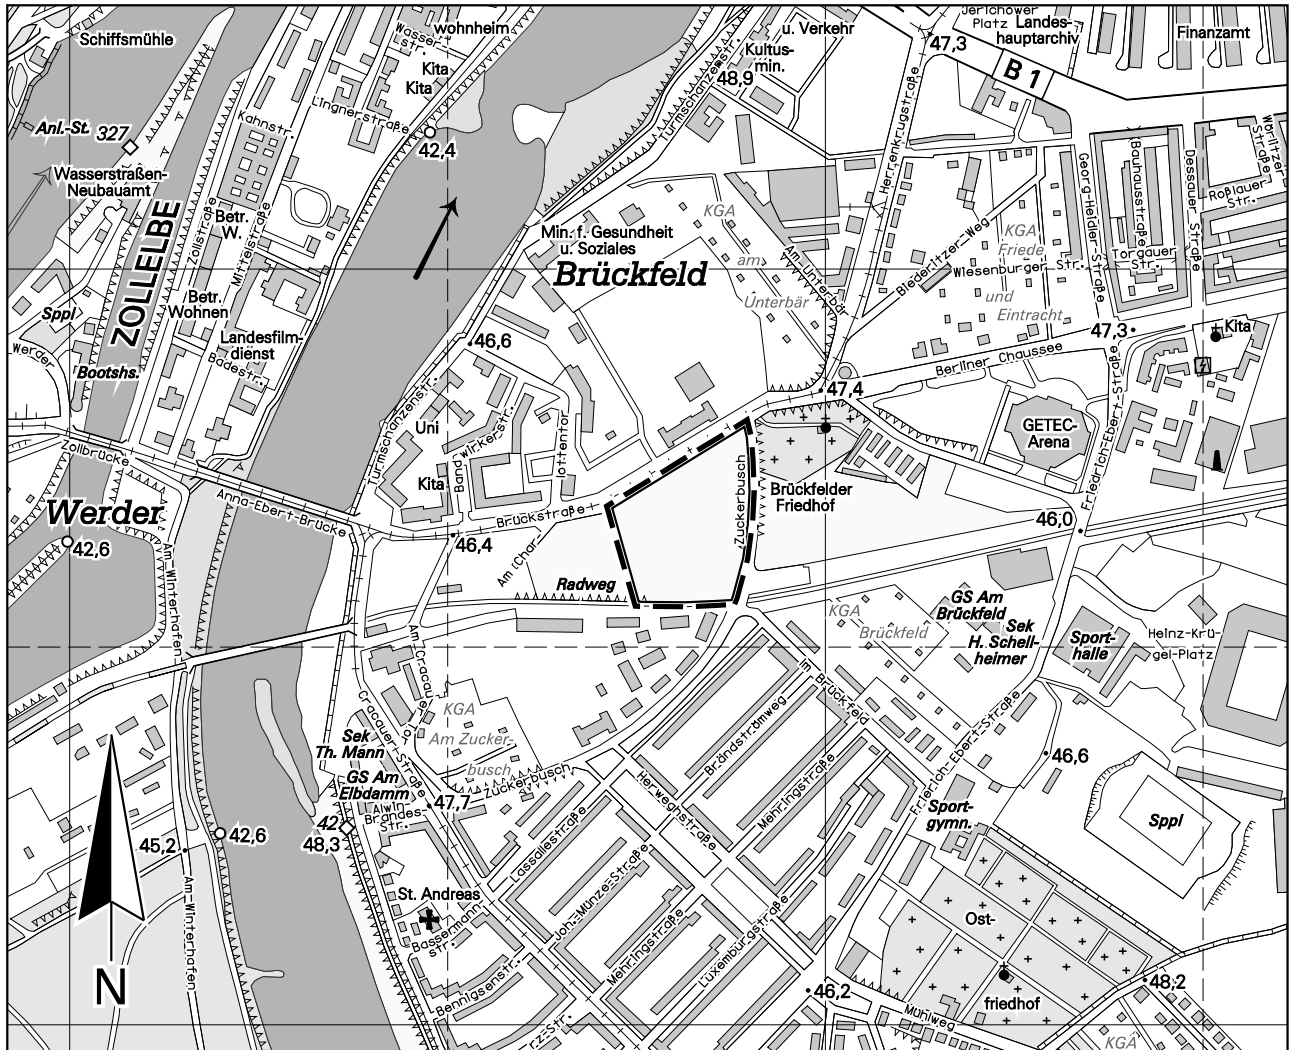 Schiffsmühle
wohnheim
Wasser-
str.
Kita
Kita
u. Verkehr
Kultus-
min.
48,9
Jerichower
Platz
Landes-
hauptarchiv
Finanzamt
47,3
B 1
Lingnerstraße
Kahnstr.
Turmschanzenstr.
Herrenkrugstraße
Anl.-St. 327
42,4
Wasserstraßen-
Neubauamt
ZOLLELBE
Zollstraße
Mittelstraße
Betr.
W.
Min. f. Gesundheit
u. Soziales
Brückfeld
KGA
am
Unterbär
Am Unterbär
Biederitzer Weg
KGA
Friede
und
Eintracht
Wiesenburger Str.
Georg-Heidler-Straße
Bauhausstraße
Dessauer Straße
Wörlitzer
Straße
Roßlauer
Str.
Torgauer
Str.
Sppl
Werder
Betr.
Wohnen
Landesfilm-
dienst
Badestr.
Bootshs.
46,6
47,3
Kita
Berliner Chaussee
47,4
Turmschanzenstr.
Uni
Kita
Wirkerstr.
Jottentor
GETEC-
Arena
Friedrich-Ebert-Straße
Zollbrücke
Anna-Ebert-Brücke
Brückstraße
Zuckerbusch
Brückfelder
Friedhof
Werder
42,6
46,4
46,0
Am Winterhafen
Radweg
GS Am
Brückfeld
Sek
H. Schell-
heimer
Sport-
halle
Heinz-Krü-
gel-Platz
KGA
Brückfeld
Im Brückfeld
Am Cracauer Tor
Cracauer Straße
KGA
Am Zucker-
busch
Sek
Th. Mann
GS Am
Elbdamm
Alwin-
Brandes-
Str.
47,7
Zuckerbusch
Brandströmweg
Herweghstraße
Mehringstraße
Friedrich-Ebert-Straße
46,6
Sport-
gymn.
Sppl
42
48,3
42,6
45,2
Am Winterhafen
Lassallestraße
Joh.-Münze-Straße
Mehringstraße
Luxemburgstraße
St. Andreas
Bassermann-
str.
Bennigsenstr.
N
Ost-
friedhof
46,2
48,2
Mühlweg
KGA